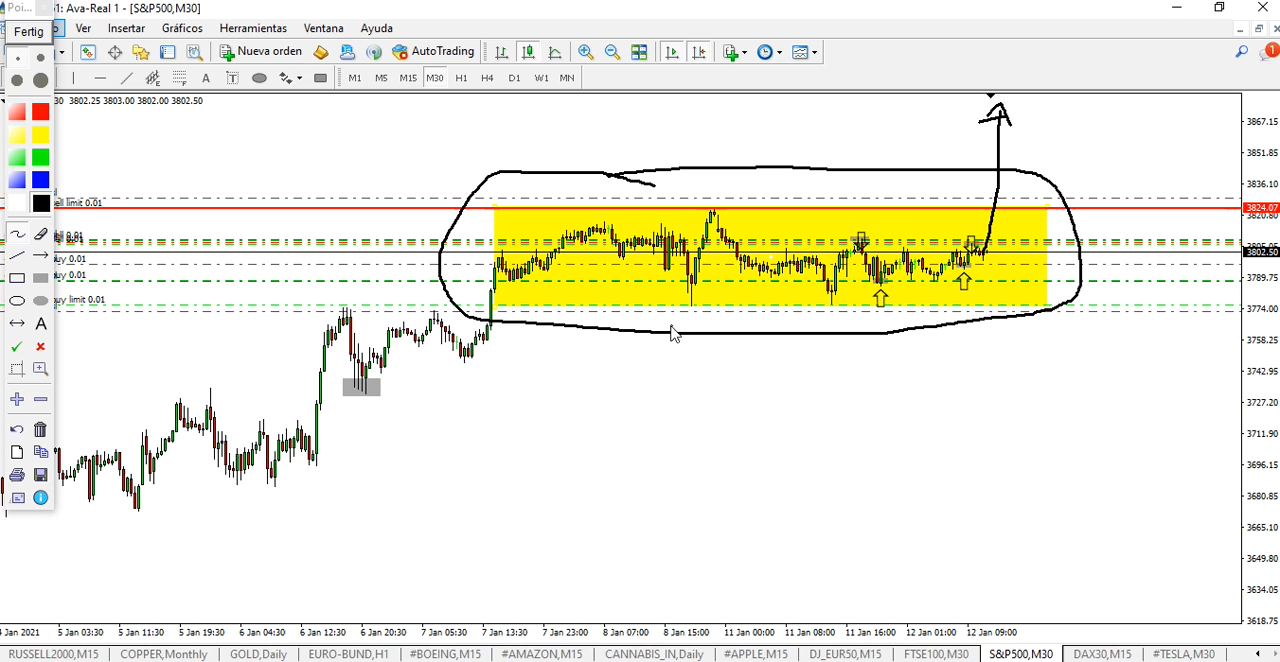 Poi... 51: Ava-Real 1 - [S&P500,M30]
Fertig
Ver Insertar Gráficos Herramientas Ventana Ayuda
Nueva orden AutoTrading
E F A T M1 M5 M15 M30 H1 H4 D1 W1 MN
1
30 3802.25 3803.00 3802.00 3802.50
3867.15
3851.85
3836.10
ell limit 0.01
3824.07
3820.80
3805.05
3802.50
uy 0.01
3789.75
uy 0.01
buy limit 0.01
3774.00
3758.25
3742.95
3727.20
3711.90
3696.15
3680.85
3665.10
3649.80
3634.05
3618.75
A
4 Jan 2021 5 Jan 03:30 5 Jan 11:30 5 Jan 19:30 6 Jan 04:30 6 Jan 12:30 6 Jan 20:30 7 Jan 05:30 7 Jan 13:30 7 Jan 23:00 8 Jan 07:00 8 Jan 15:00 11 Jan 00:00 11 Jan 08:00 11 Jan 16:00 12 Jan 01:00 12 Jan 09:00
RUSSELL2000,M15 COPPER,Monthly GOLD,Daily EURO-BUND,H1 #BOEING,M15 #AMAZON,M15 CANNABIS_IN,Daily #APPLE,M15 DJ_EUR50,M15 FTSE100,M30 S&P500,M30 DAX30,M15 #TESLA,M30